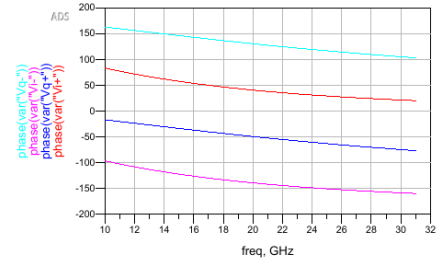 ADS
200
150
100
50
0
-50
-100
-150
-200
10 12 14 16 18 20 22 24 26 28 30 32
freq, GHz
phase(var("Vq-"))
phase(var("Vi-"))
phase(var("Vq+"))
phase(var("Vi+"))